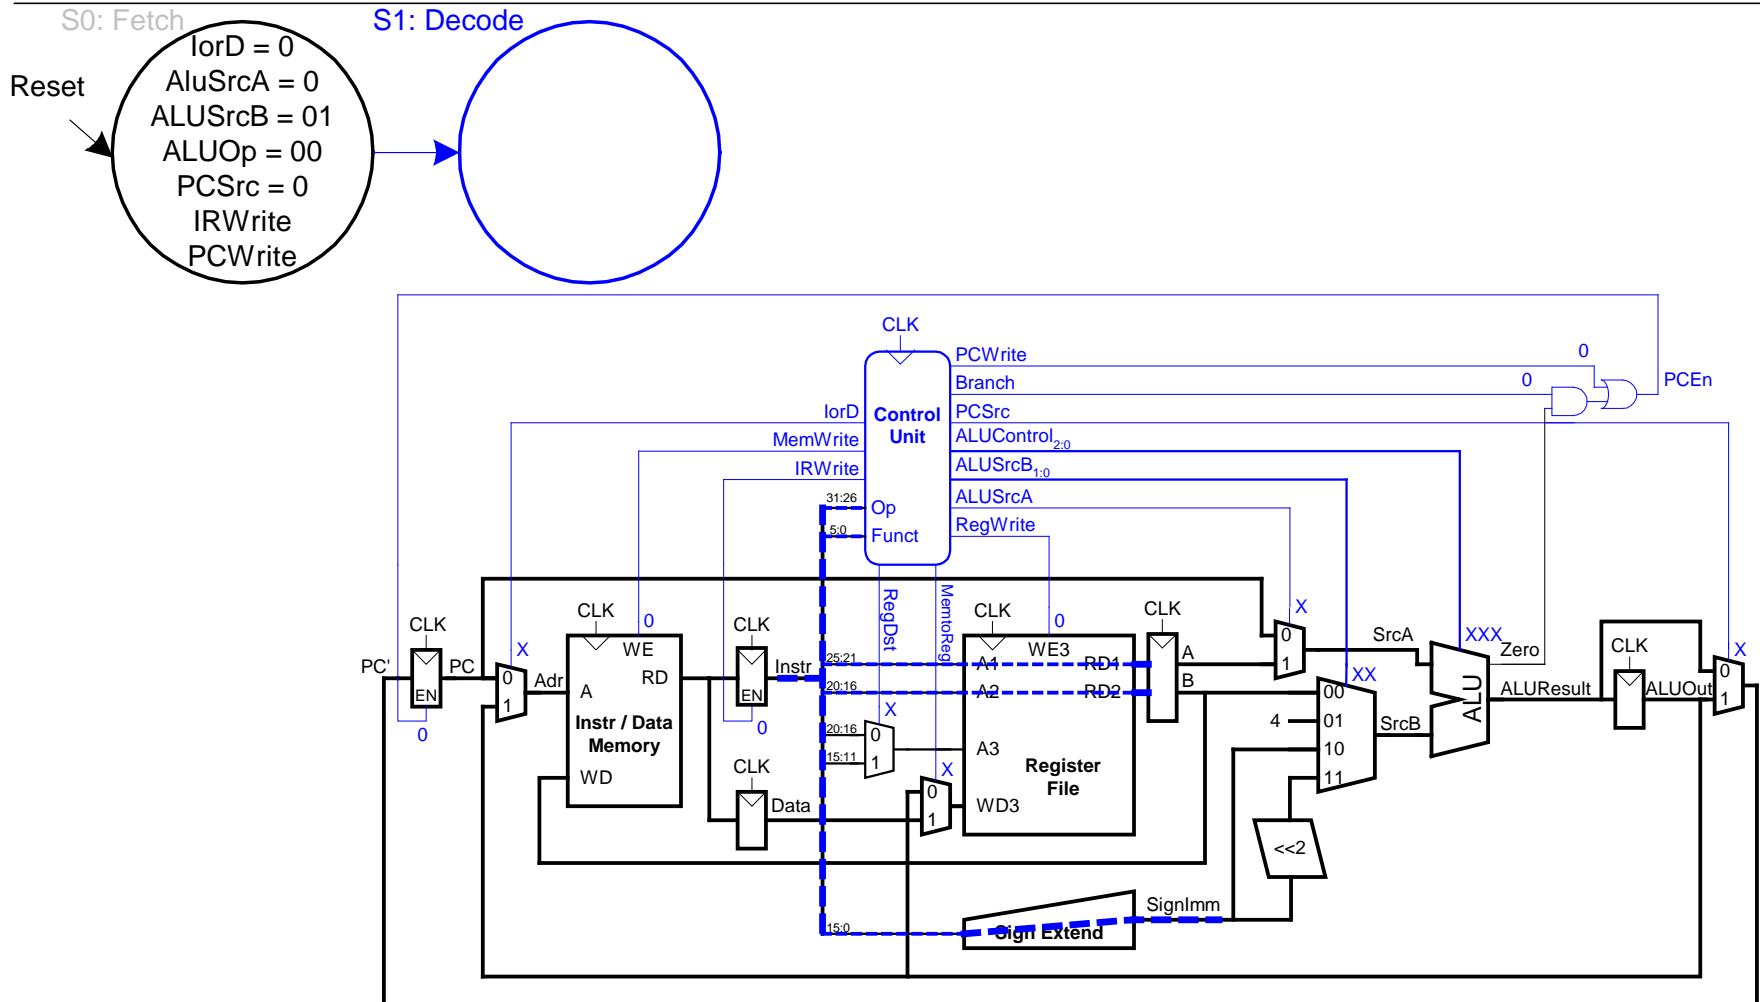 S0: Fetch
S1: Decode
Reset
IorD = 0
AluSrcA = 0
ALUSrcB = 01
ALUOp = 00
PCSrc = 0
IRWrite
PCWrite
CLK
PCWrite
0
Branch
0
PCEn
IorD
Control
Unit
PCSrc
MemWrite
ALUControl2:0
IRWrite
ALUSrcB1:0
31:26
Op
ALUSrcA
5:0
Funct
RegWrite
RegDst
MemtoReg
CLK
CLK
0
CLK
CLK
0
CLK
X
XXX
CLK
X
PC'
PC
EN
0
X
0
1
Adr
WE
RD
A
Instr / Data
Memory
WD
EN
0
Instr
25:21
20:16
A1
A2
WE3
RD1
RD2
A
B
0
1
SrcA
XX
00
4
01
10
11
SrcB
ALU
Zero
ALUResult
ALUOut
0
1
20:16
15:11
X
0
1
A3
Register
File
CLK
Data
X
0
1
WD3
<<2
15:0
Sign Extend
SignImm